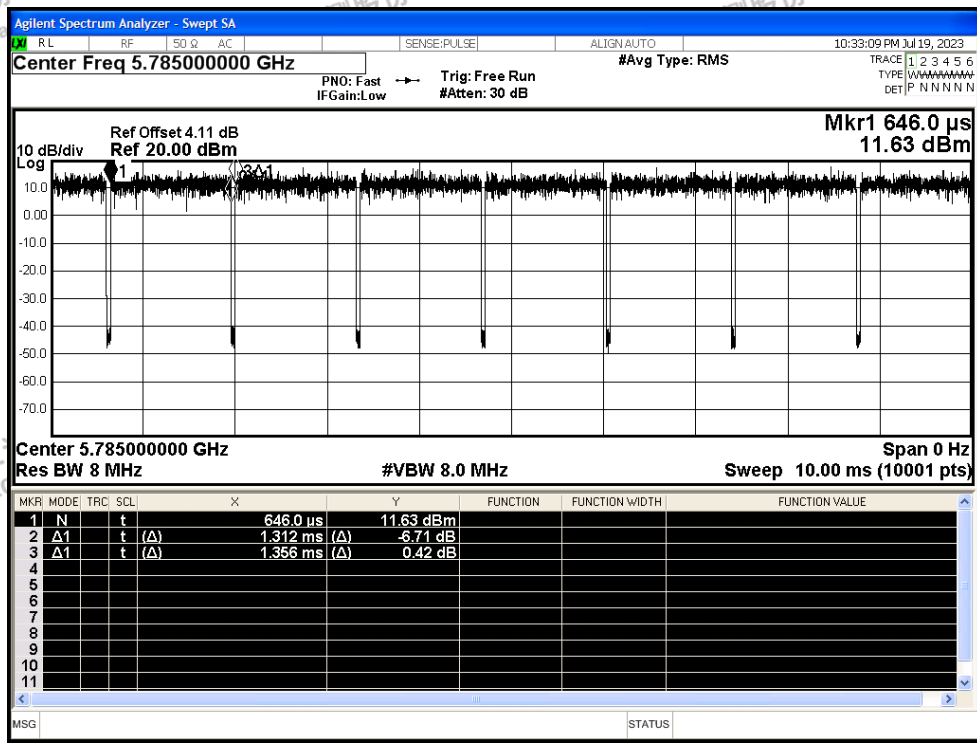 Agilent Spectrum Analyzer - Swept SA
LXI RL RF 50 Ω AC SENSE:PULSE ALIGN AUTO 10:33:09 PM Jul 19, 2023
Center Freq 5.785000000 GHz #Avg Type: RMS TRACE 1 2 3 4 5 6
PNO: Fast Trig: Free Run TYPE WWWWWW
IFGain:Low #Atten: 30 dB DET P N N N N N
Mkr1 646.0 µs
Ref Offset 4.11 dB
10 dB/div Ref 20.00 dBm 11.63 dBm
Log
1 3Δ1
10.0
0.00
-10.0
-20.0
-30.0
-40.0
-50.0
-60.0
-70.0
Center 5.785000000 GHz Span 0 Hz
Res BW 8 MHz #VBW 8.0 MHz Sweep 10.00 ms (10001 pts)
MKR MODE TRC SCL X Y FUNCTION FUNCTION WIDTH FUNCTION VALUE
1 N t 646.0 µs 11.63 dBm
2 Δ1 t (Δ) 1.312 ms (Δ) -6.71 dB
3 Δ1 t (Δ) 1.356 ms (Δ) 0.42 dB
4
5
6
7
8
9
10
11
MSG STATUS